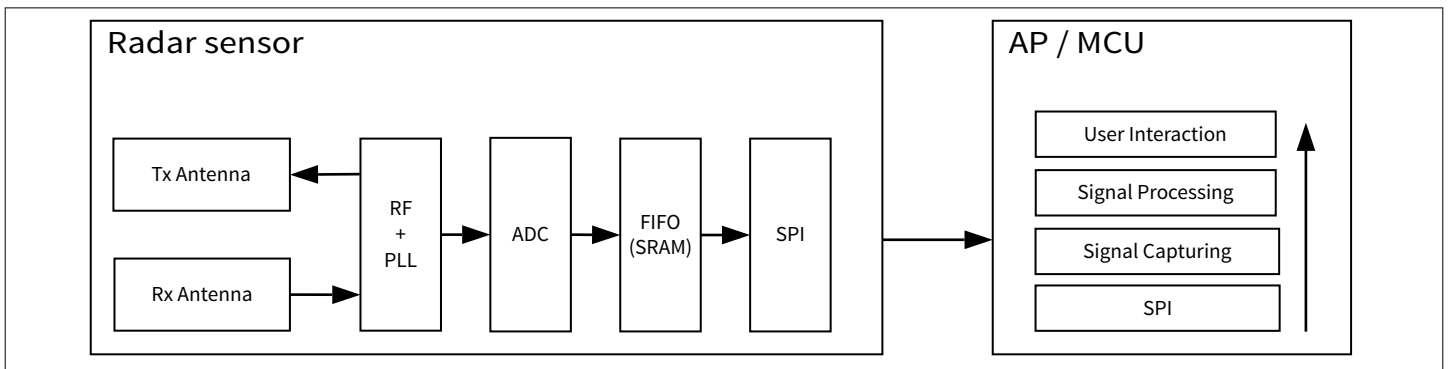 Radar sensor
Tx Antenna
Rx Antenna
RF
+
PLL
ADC
FIFO
(SRAM)
SPI
AP / MCU
User Interaction
Signal Processing
Signal Capturing
SPI